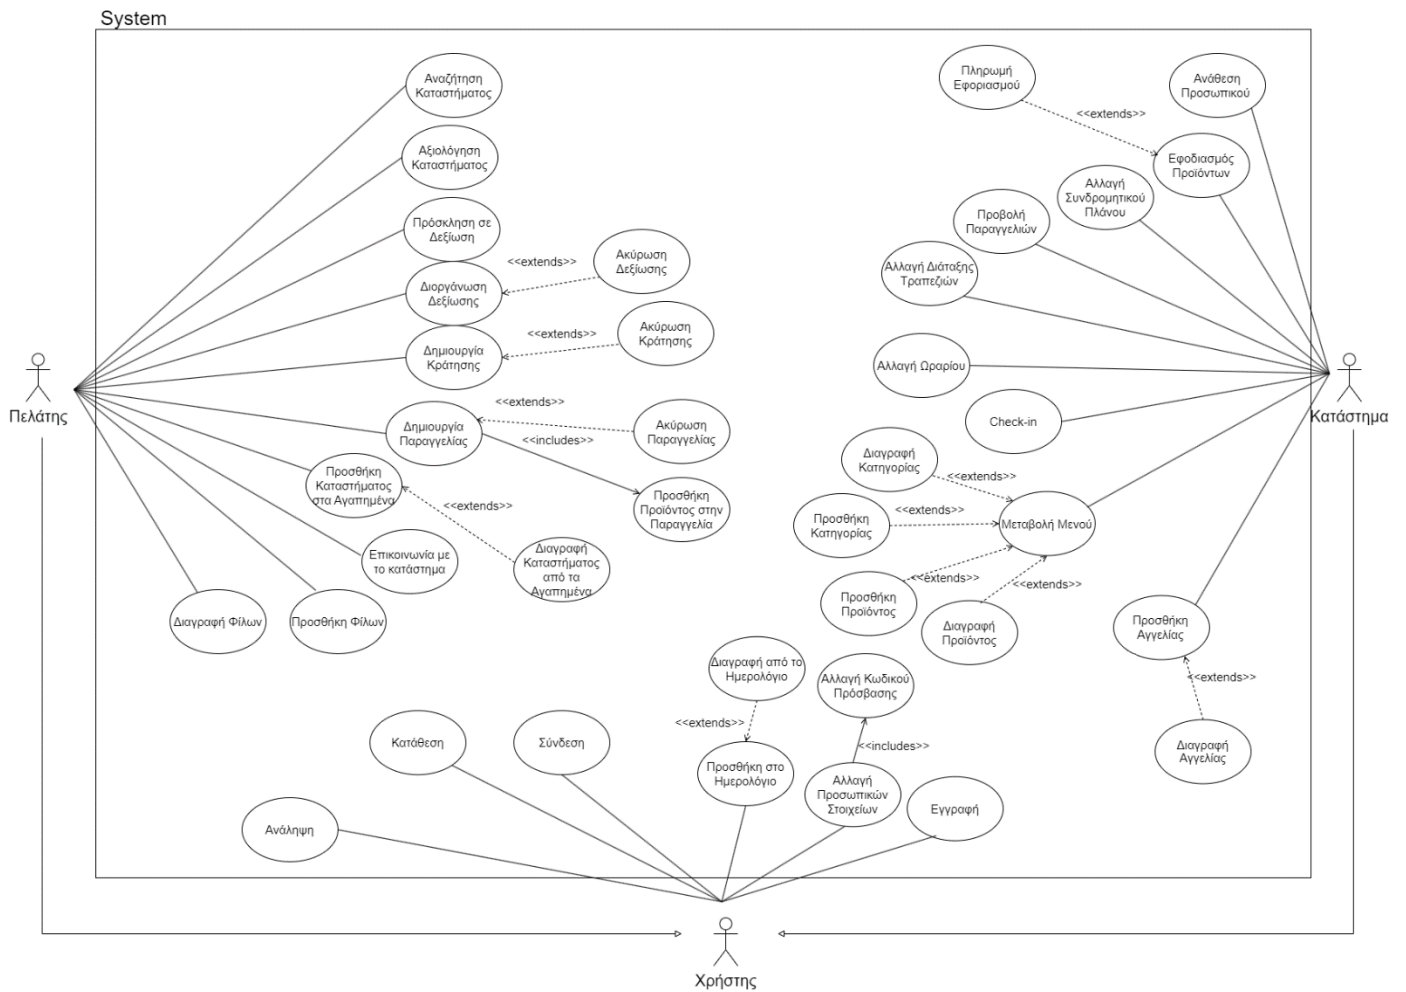 System
Αναζήτηση
Καταστήματος
Αξιολόγηση
Καταστήματος
Πρόσκληση σε
Δεξίωση
<<extends>>
Ακύρωση
Δεξίωσης
Διοργάνωση
Δεξίωσης
<<extends>>
Ακύρωση
Κράτησης
Δημιουργία
Κράτησης
Πελάτης
<<extends>>
Δημιουργία
Παραγγελίας
Ακύρωση
Παραγγελίας
<<includes>>
Προσθήκη
Καταστήματος
στα Αγαπημένα
<<extends>>
Προσθήκη
Προϊόντος στην
Παραγγελία
Επικοινωνία με
το κατάστημα
Διαγραφή
Καταστήματος
από τα
Αγαπημένα
Διαγραφή Φίλων
Προσθήκη Φίλων
Πληρωμή
Εφοριασμού
<<extends>>
Ανάθεση
Προσωπικού
Εφοδιασμός
Προϊόντων
Αλλαγή
Συνδρομητικού
Πλάνου
Προβολή
Παραγγελιών
Αλλαγή Διάταξης
Τραπεζιών
Αλλαγή Ωραρίου
Κατάστημα
Check-in
Διαγραφή
Κατηγορίας
<<extends>>
Προσθήκη
Κατηγορίας
<<extends>>
Μεταβολή Μενού
Προσθήκη
Προϊόντος
<<extends>>
<<extends>>
Διαγραφή
Προϊόντος
Προσθήκη
Αγγελίας
<<extends>>
Διαγραφή
Αγγελίας
Διαγραφή από το
Ημερολόγιο
<<extends>>
Προσθήκη στο
Ημερολόγιο
Αλλαγή Κωδικού
Πρόσβασης
<<includes>>
Αλλαγή
Προσωπικών
Στοιχείων
Κατάθεση
Σύνδεση
Ανάληψη
Εγγραφή
Χρήστης